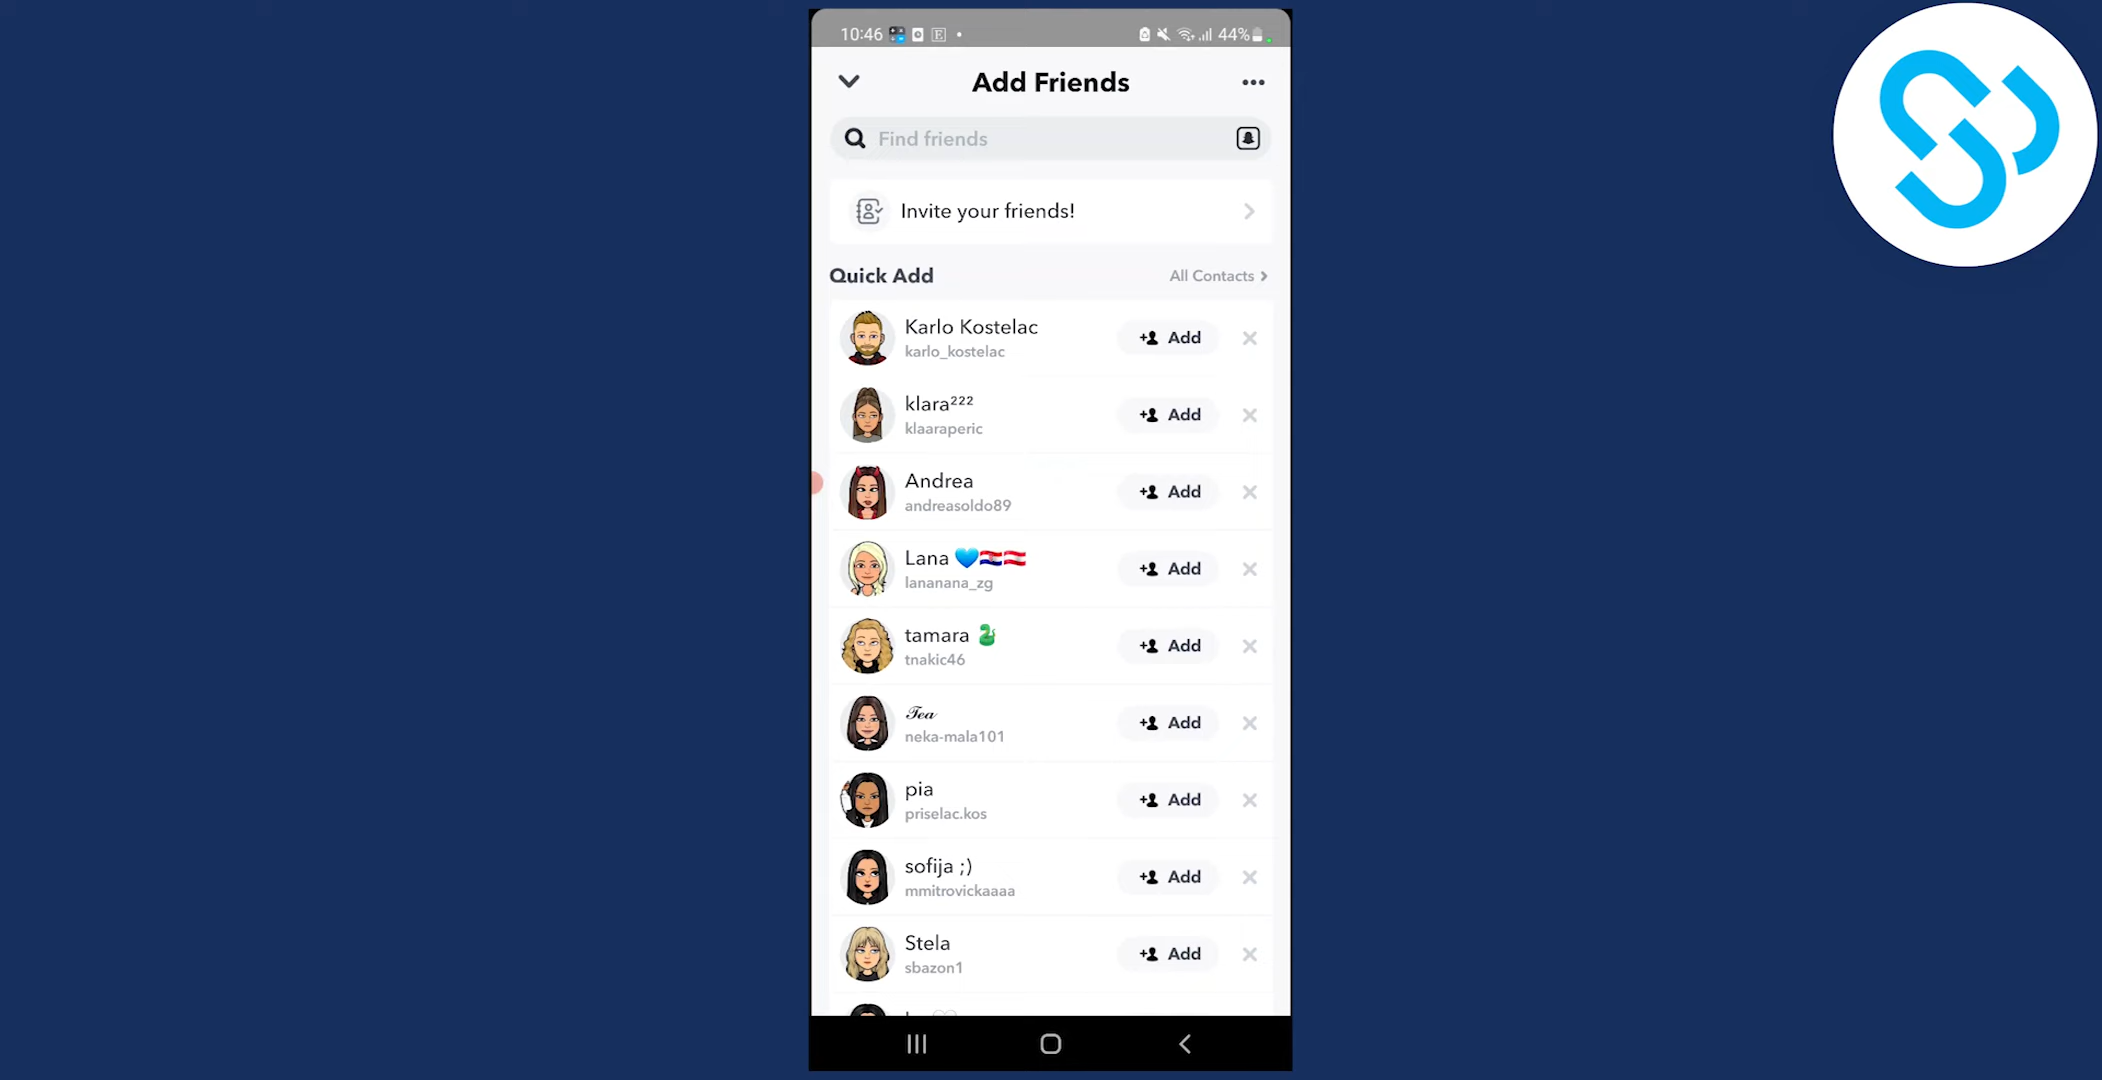 10:46 44%
Add Friends
Find friends
Invite your friends!
Quick Add All Contacts
Karlo Kostelac
karlo_kostelac
Add
klara²²²
klaaraperic
Add
Andrea
andreasoldo89
Add
Lana 💙🇭🇷🇦🇹
lananana_zg
Add
tamara 🐍
tnakic46
Add
𝒯𝑒𝒶
neka-mala101
Add
pia
priselac.kos
Add
sofija ;)
mmitrovickaaaa
Add
Stela
sbazon1
Add